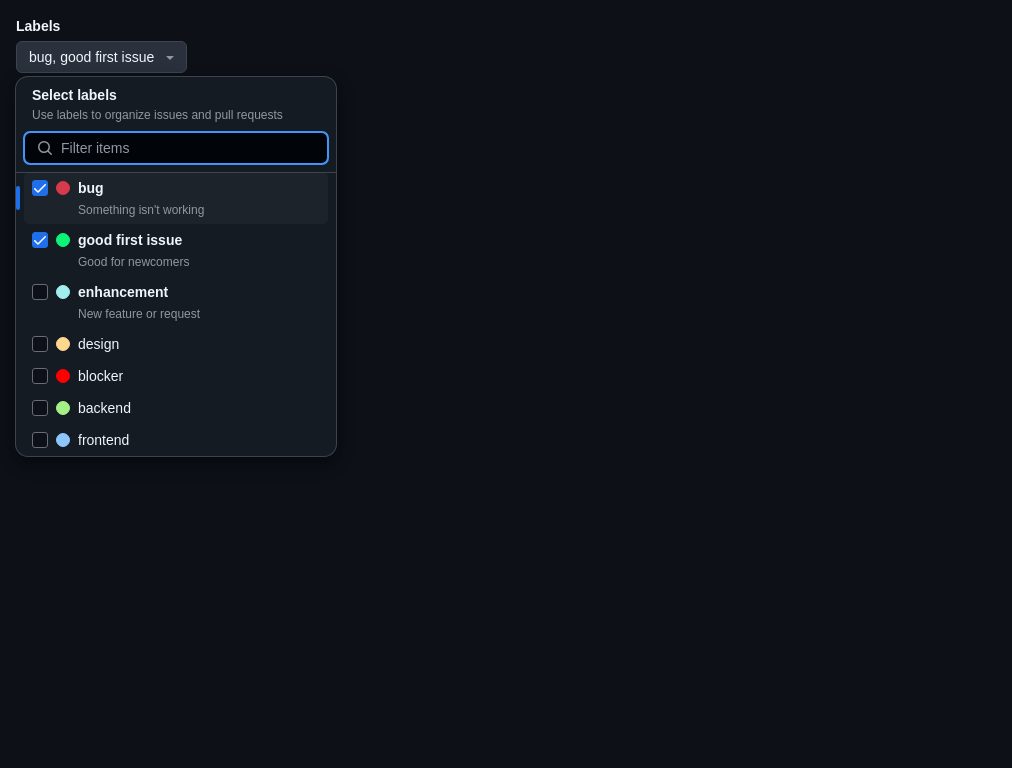 Labels
bug, good first issue
Select labels
Use labels to organize issues and pull requests
Filter items
bug
Something isn't working
good first issue
Good for newcomers
enhancement
New feature or request
design
blocker
backend
frontend